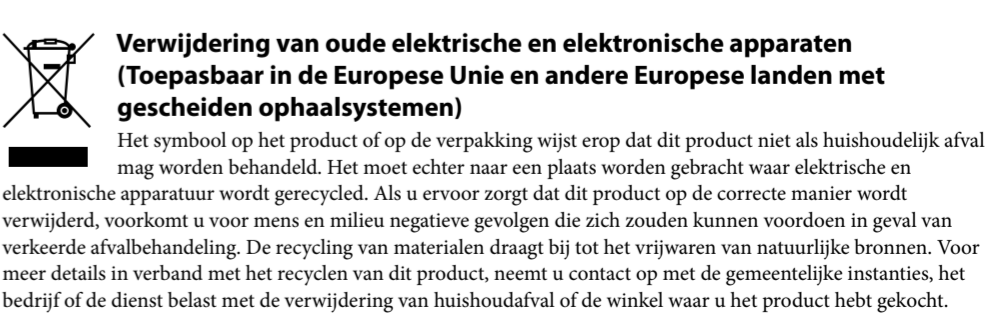 Verwijdering van oude elektrische en elektronische apparaten
(Toepasbaar in de Europese Unie en andere Europese landen met
gescheiden ophaalsystemen)
Het symbool op het product of op de verpakking wijst erop dat dit product niet als huishoudelijk afval
mag worden behandeld. Het moet echter naar een plaats worden gebracht waar elektrische en
elektronische apparatuur wordt gerecycled. Als u ervoor zorgt dat dit product op de correcte manier wordt
verwijderd, voorkomt u voor mens en milieu negatieve gevolgen die zich zouden kunnen voordoen in geval van
verkeerde afvalbehandeling. De recycling van materialen draagt bij tot het vrijwaren van natuurlijke bronnen. Voor
meer details in verband met het recyclen van dit product, neemt u contact op met de gemeentelijke instanties, het
bedrijf of de dienst belast met de verwijdering van huishoudafval of de winkel waar u het product hebt gekocht.